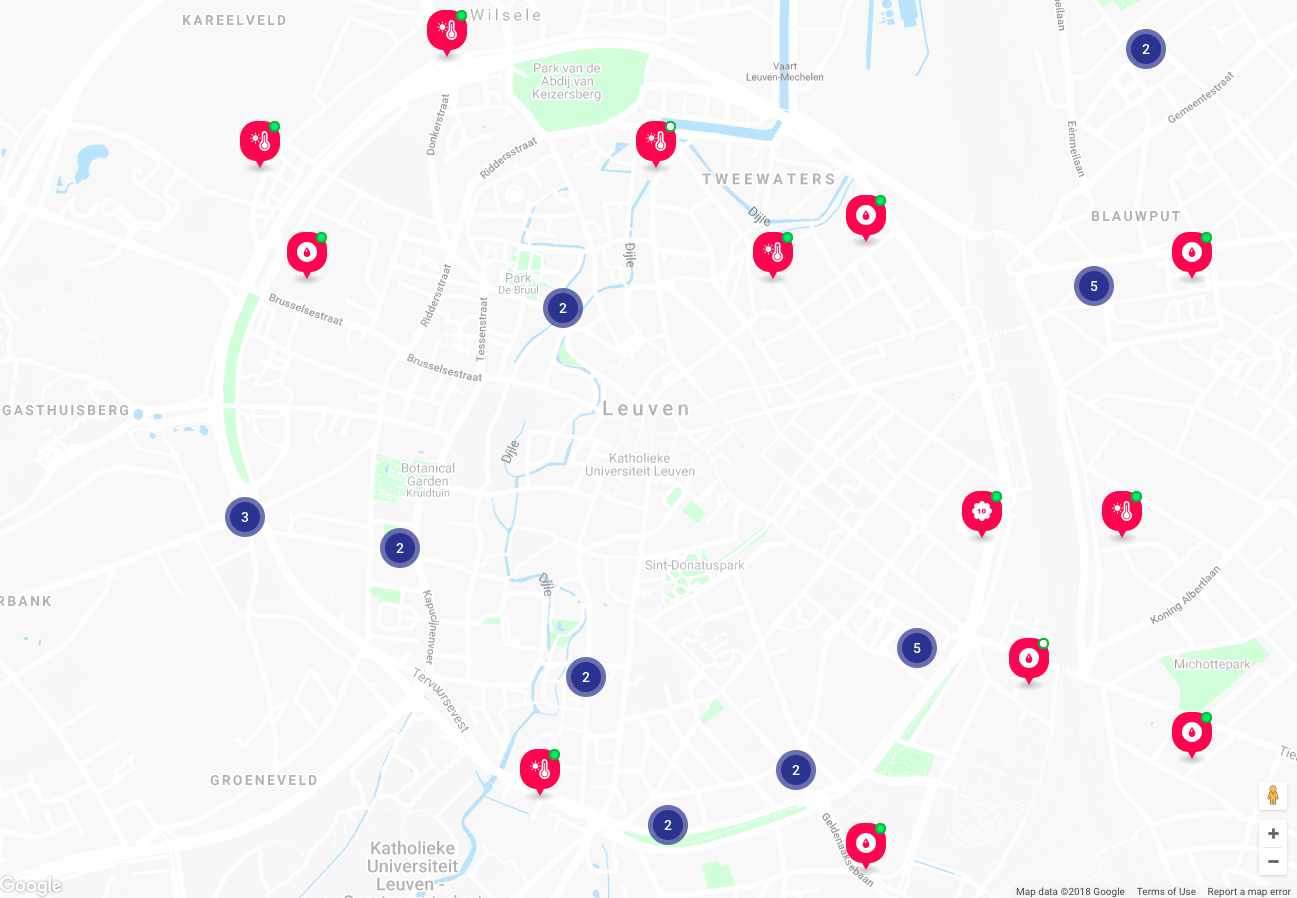 KAREELVELD
Wilsele
2
Park van de
Abdij van
Keizersberg
Vaart
Leuven-Mechelen
Gemeentestraat
Donkerstraat
Riddersstraat
Eénmeilaan
TWEEWATERS
Dijle
BLAUWPUT
Dijle
Park
De Bruul
5
Brusselsestraat
Riddersstraat
Tessenstraat
2
Brusselsestraat
GASTHUISBERG
Leuven
Dijle
Katholieke
Universiteit Leuven
Botanical
Garden
Kruidtuin
3
10
2
Sint-Donatuspark
Dijle
RBANK
Kapucijnenvoer
Koning Albertlaan
5
Michottepark
2
Tervuursevest
GROENEVELD
2
Tie
2
Geldenaaksebaan
Katholieke
Universiteit
Leuven -
Google
Map data ©2018 Google
Terms of Use
Report a map error